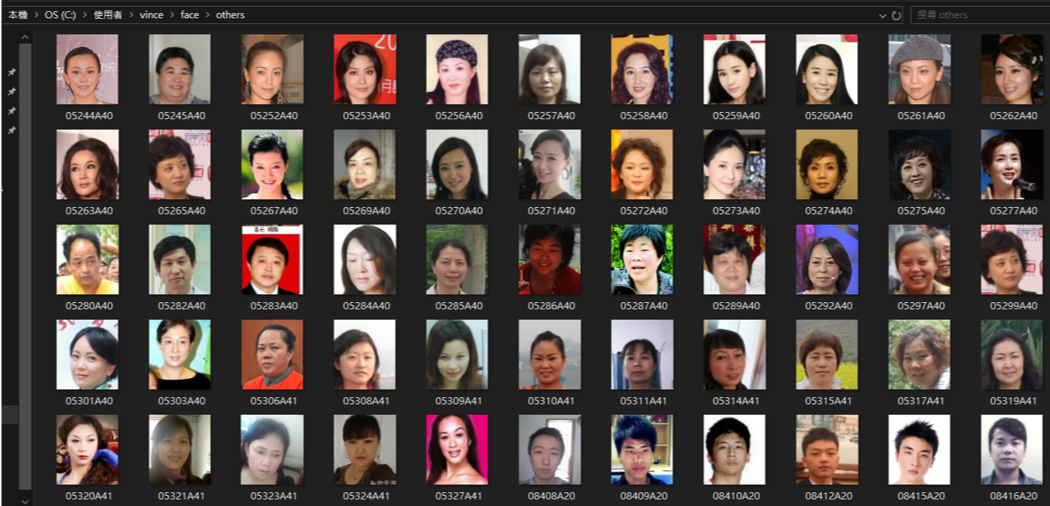 本機 > OS (C:) > 使用者 > vince > face > others 搜尋 others
05244A40 05245A40 05252A40 05253A40 05256A40 05257A40 05258A40 05259A40 05260A40 05261A40 05262A40
05263A40 05265A40 05267A40 05269A40 05270A40 05271A40 05272A40 05273A40 05274A40 05275A40 05277A40
05280A40 05282A40 05283A40 05284A40 05285A40 05286A40 05287A40 05289A40 05292A40 05297A40 05299A40
05301A40 05303A40 05306A41 05308A41 05309A41 05310A41 05311A41 05314A41 05315A41 05317A41 05319A41
05320A41 05321A41 05323A41 05324A41 05327A41 08408A20 08409A20 08410A20 08412A20 08415A20 08416A20